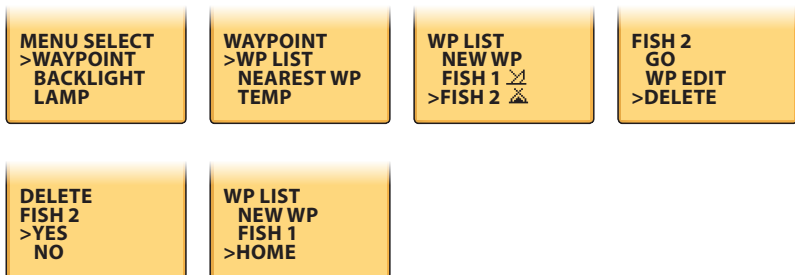 MENU SELECT
>WAYPOINT
BACKLIGHT
LAMP
WAYPOINT
>WP LIST
NEAREST WP
TEMP
WP LIST
NEW WP
FISH 1
>FISH 2
FISH 2
GO
WP EDIT
>DELETE
DELETE
FISH 2
>YES
NO
WP LIST
NEW WP
FISH 1
>HOME